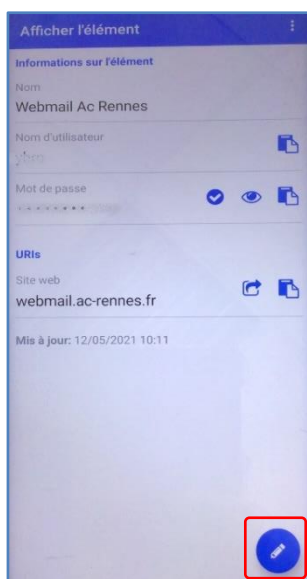 Afficher l'élément
Informations sur l'élément
Nom
Webmail Ac Rennes
Nom d'utilisateur
Mot de passe
URIs
Site web
webmail.ac-rennes.fr
Mis à jour: 12/05/2021 10:11